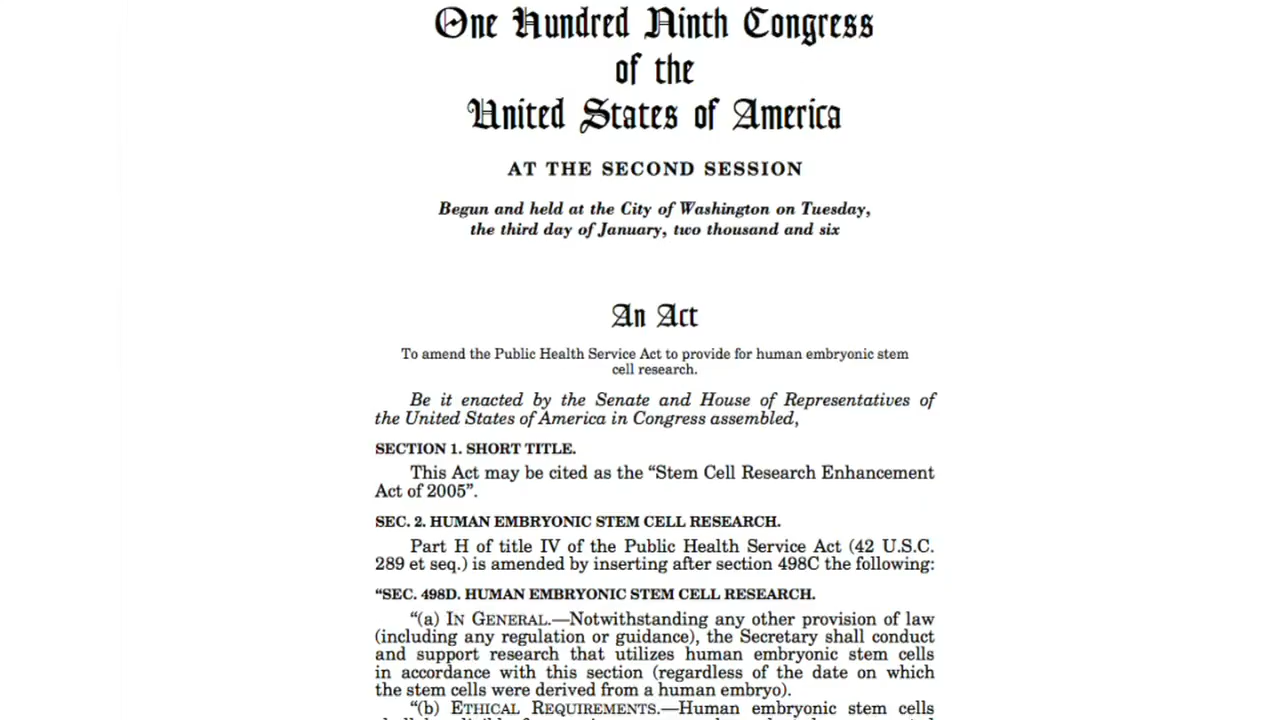 One Hundred Ninth Congress
of the
United States of America
AT THE SECOND SESSION
Begun and held at the City of Washington on Tuesday,
the third day of January, two thousand and six
An Act
To amend the Public Health Service Act to provide for human embryonic stem
cell research.
Be it enacted by the Senate and House of Representatives of
the United States of America in Congress assembled,
SECTION 1. SHORT TITLE.
This Act may be cited as the “Stem Cell Research Enhancement
Act of 2005”.
SEC. 2. HUMAN EMBRYONIC STEM CELL RESEARCH.
Part H of title IV of the Public Health Service Act (42 U.S.C.
289 et seq.) is amended by inserting after section 498C the following:
“SEC. 498D. HUMAN EMBRYONIC STEM CELL RESEARCH.
“(a) IN GENERAL.—Notwithstanding any other provision of law
(including any regulation or guidance), the Secretary shall conduct
and support research that utilizes human embryonic stem cells
in accordance with this section (regardless of the date on which
the stem cells were derived from a human embryo).
“(b) ETHICAL REQUIREMENTS.—Human embryonic stem cells